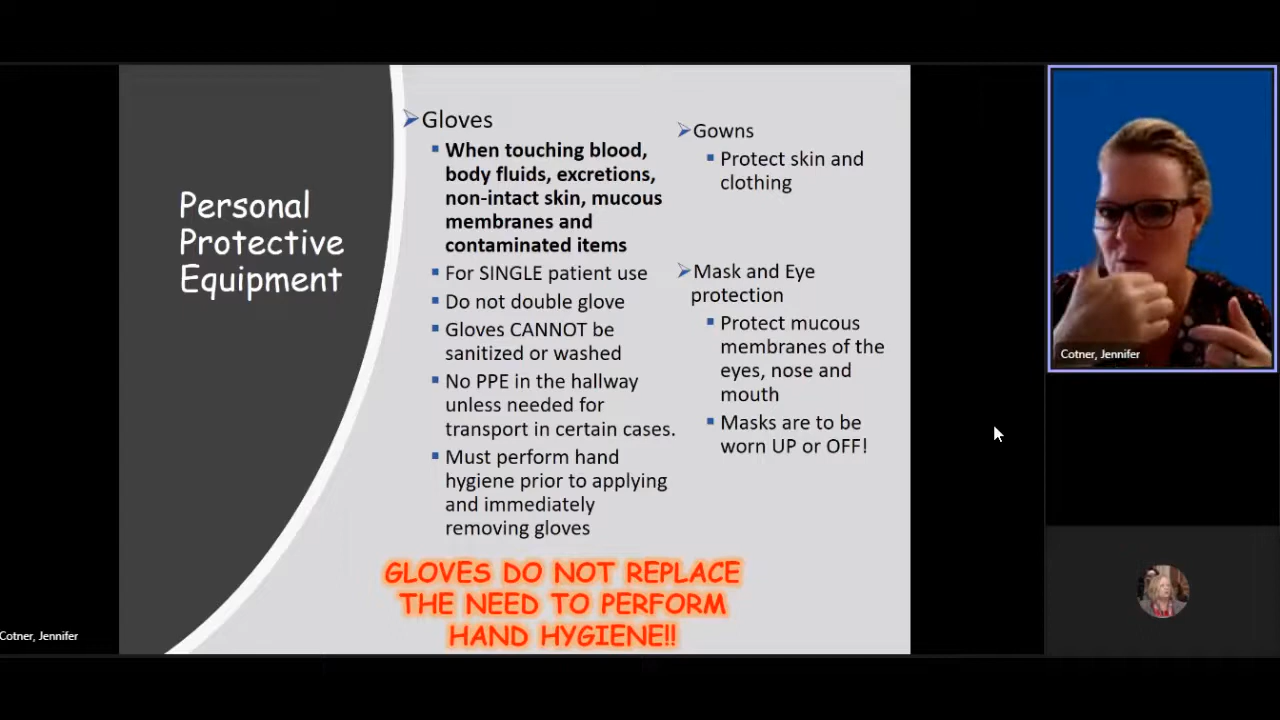 Personal
Protective
Equipment
Gloves
When touching blood,
body fluids, excretions,
non-intact skin, mucous
membranes and
contaminated items
For SINGLE patient use
Do not double glove
Gloves CANNOT be
sanitized or washed
No PPE in the hallway
unless needed for
transport in certain cases.
Must perform hand
hygiene prior to applying
and immediately
removing gloves
Gowns
Protect skin and
clothing
Mask and Eye
protection
Protect mucous
membranes of the
eyes, nose and
mouth
Masks are to be
worn UP or OFF!
GLOVES DO NOT REPLACE
THE NEED TO PERFORM
HAND HYGIENE!!
Cotner, Jennifer
Cotner, Jennifer